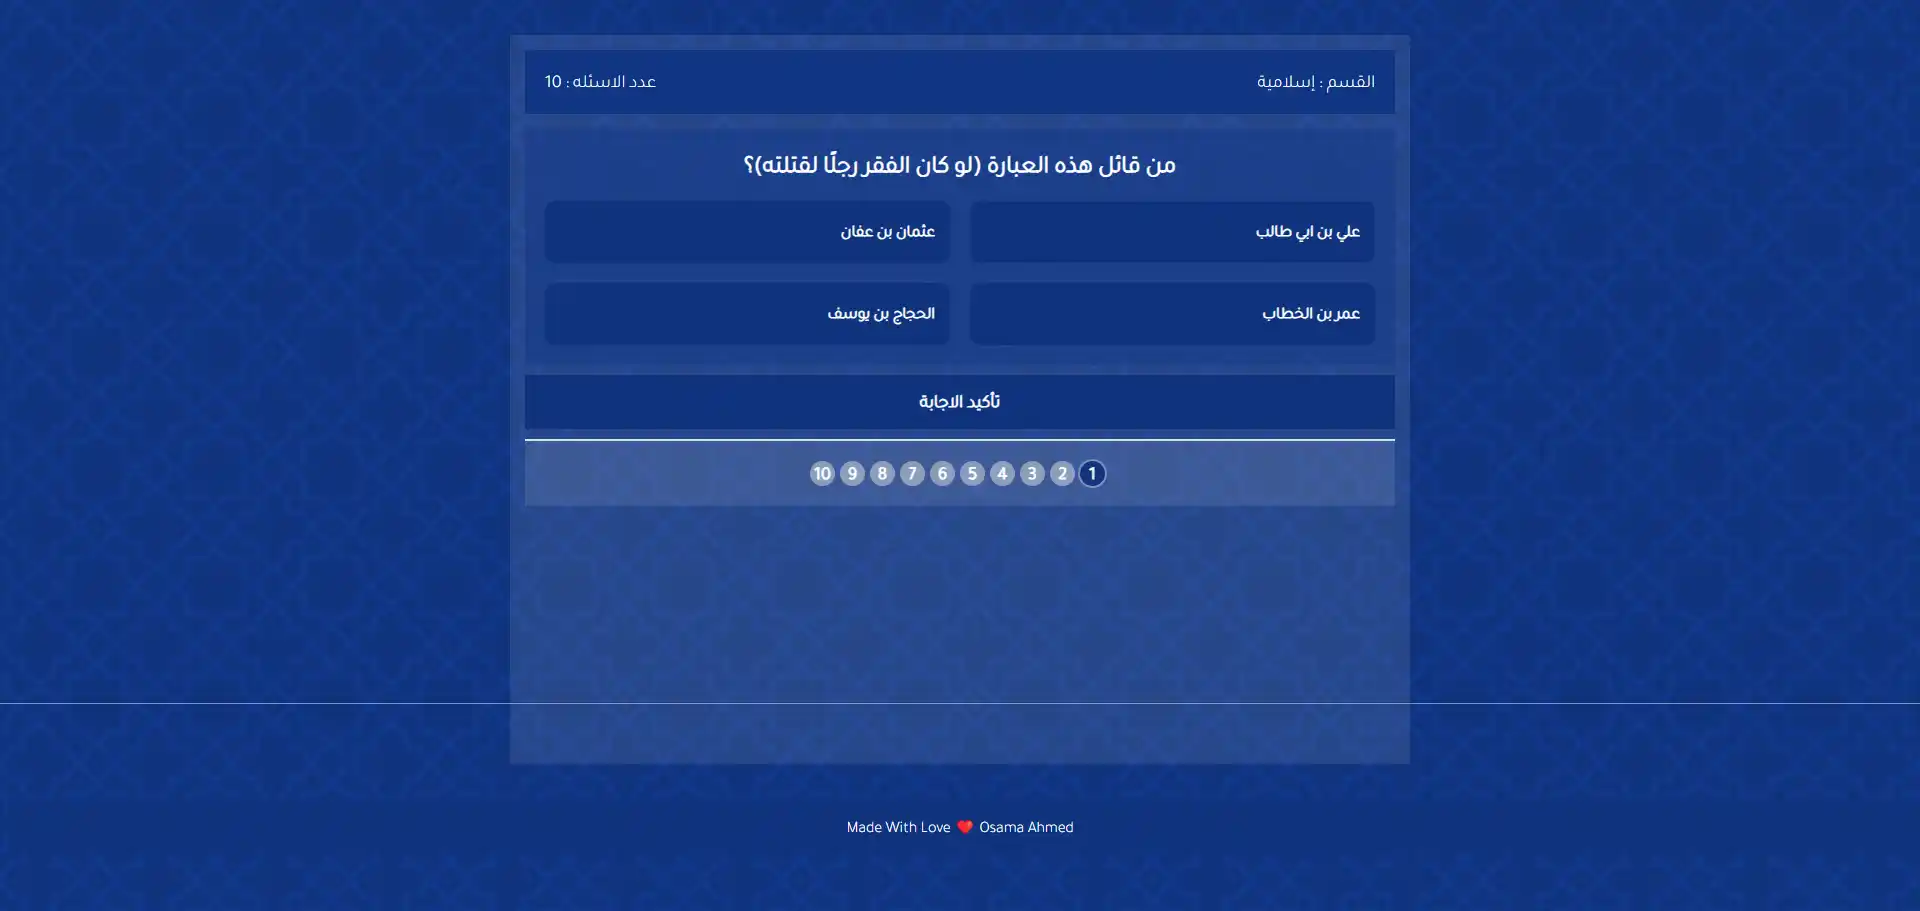 القسم : إسلامية
عدد الاسئله : 10
من قائل هذه العبارة (لو كان الفقر رجلًا لقتلته)؟
علي بن ابي طالب
عثمان بن عفان
عمر بن الخطاب
الحجاج بن يوسف
تأكيد الاجابة
1 2 3 4 5 6 7 8 9 10
Made With Love ❤️ Osama Ahmed